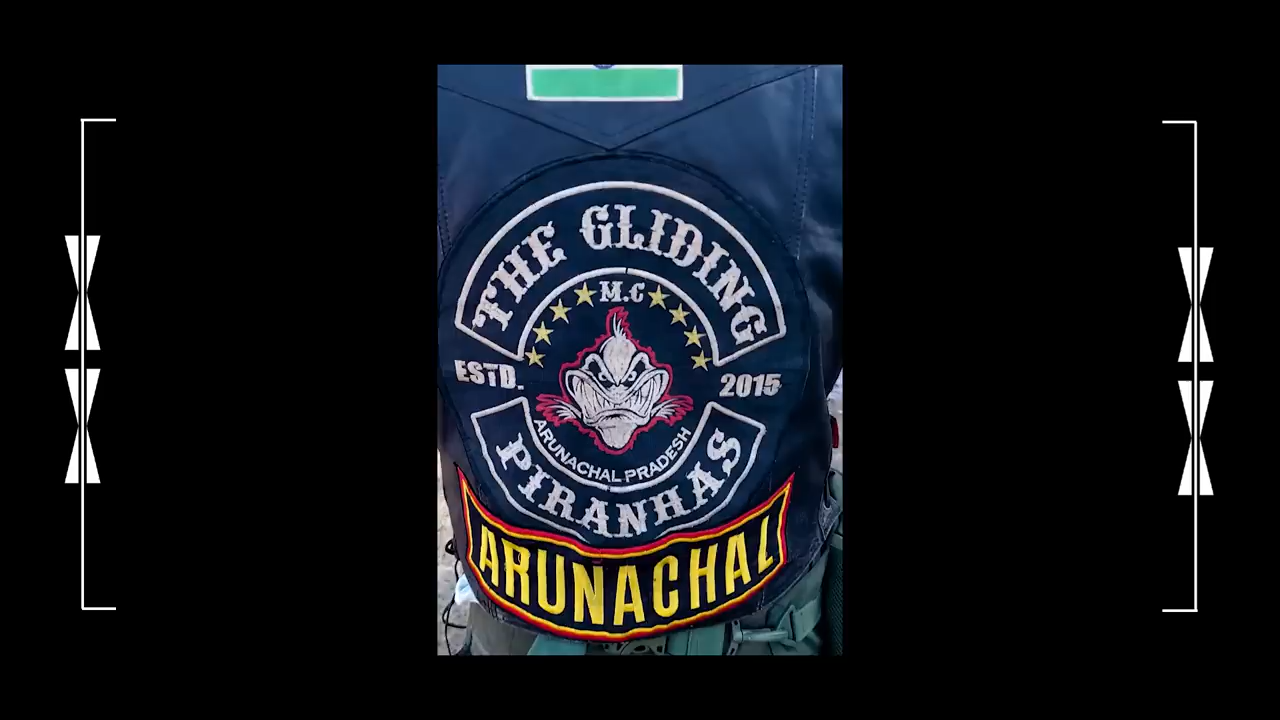 THE GLIDING
M.C
ESTD. 2015
ARUNACHAL PRADESH
PIRANHAS
ARUNACHAL